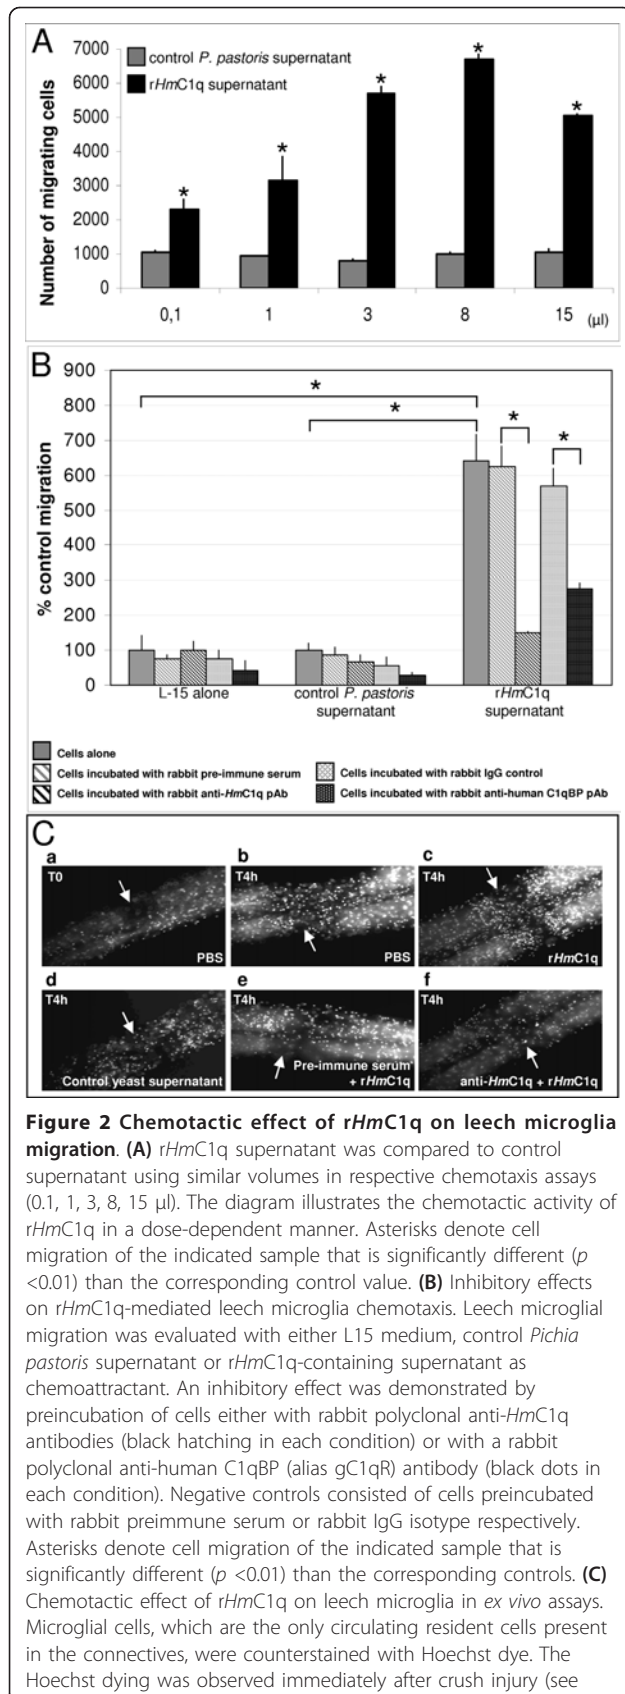 A
7000
6000
5000
4000
3000
2000
1000
0
Number of migrating cells
control P. pastoris supernatant
rHmC1q supernatant
*
*
*
*
*
0,1 1 3 8 15 (µl)
B
900
800
700
600
500
400
300
200
100
0
% control migration
*
*
*
*
L-15 alone
control P. pastoris
supernatant
rHmC1q
supernatant
Cells alone
Cells incubated with rabbit pre-immune serum
Cells incubated with rabbit IgG control
Cells incubated with rabbit anti-HmC1q pAb
Cells incubated with rabbit anti-human C1qBP pAb
C
a
T0
PBS
b
T4h
PBS
c
T4h
rHmC1q
d
T4h
Control yeast supernatant
e
T4h
Pre-immune serum
+ rHmC1q
f
T4h
anti-HmC1q + rHmC1q
Figure 2 Chemotactic effect of rHmC1q on leech microglia
migration. (A) rHmC1q supernatant was compared to control
supernatant using similar volumes in respective chemotaxis assays
(0.1, 1, 3, 8, 15 µl). The diagram illustrates the chemotactic activity of
rHmC1q in a dose-dependent manner. Asterisks denote cell
migration of the indicated sample that is significantly different (p
<0.01) than the corresponding control value. (B) Inhibitory effects
on rHmC1q-mediated leech microglia chemotaxis. Leech microglial
migration was evaluated with either L15 medium, control Pichia
pastoris supernatant or rHmC1q-containing supernatant as
chemoattractant. An inhibitory effect was demonstrated by
preincubation of cells either with rabbit polyclonal anti-HmC1q
antibodies (black hatching in each condition) or with a rabbit
polyclonal anti-human C1qBP (alias gC1qR) antibody (black dots in
each condition). Negative controls consisted of cells preincubated
with rabbit preimmune serum or rabbit IgG isotype respectively.
Asterisks denote cell migration of the indicated sample that is
significantly different (p <0.01) than the corresponding controls. (C)
Chemotactic effect of rHmC1q on leech microglia in ex vivo assays.
Microglial cells, which are the only circulating resident cells present
in the connectives, were counterstained with Hoechst dye. The
Hoechst dying was observed immediately after crush injury (see